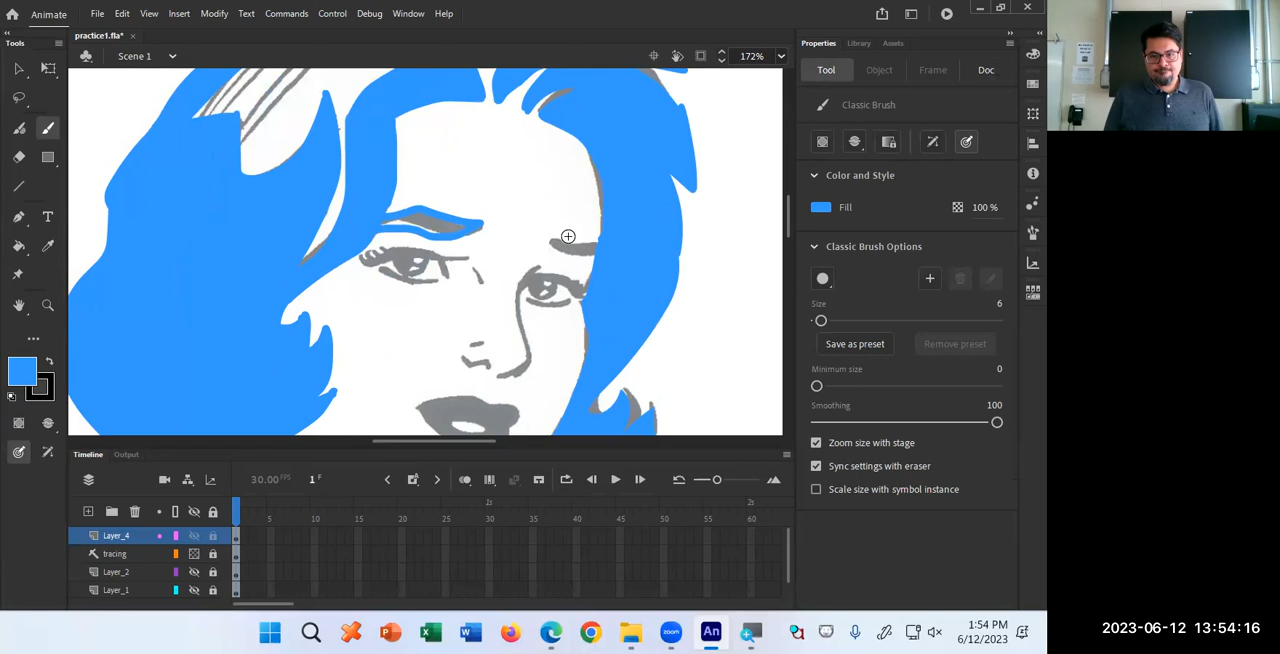 Animate File Edit View Insert Modify Text Commands Control Debug Window Help
practice1.fla* ×
Scene 1 172%
Tools
Properties Library Assets
Tool Object Frame Doc
Classic Brush
Color and Style
Fill 100 %
Classic Brush Options
Size 6
Save as preset Remove preset
Minimum size 0
Smoothing 100
Zoom size with stage
Sync settings with eraser
Scale size with symbol instance
T
Timeline Output
30.00 FPS 1 F
1s 2s
5 10 15 20 25 30 35 40 45 50 55 60
Layer_4
tracing
Layer_2
Layer_1
zoom An
1:54 PM
6/12/2023
2023-06-12 13:54:16